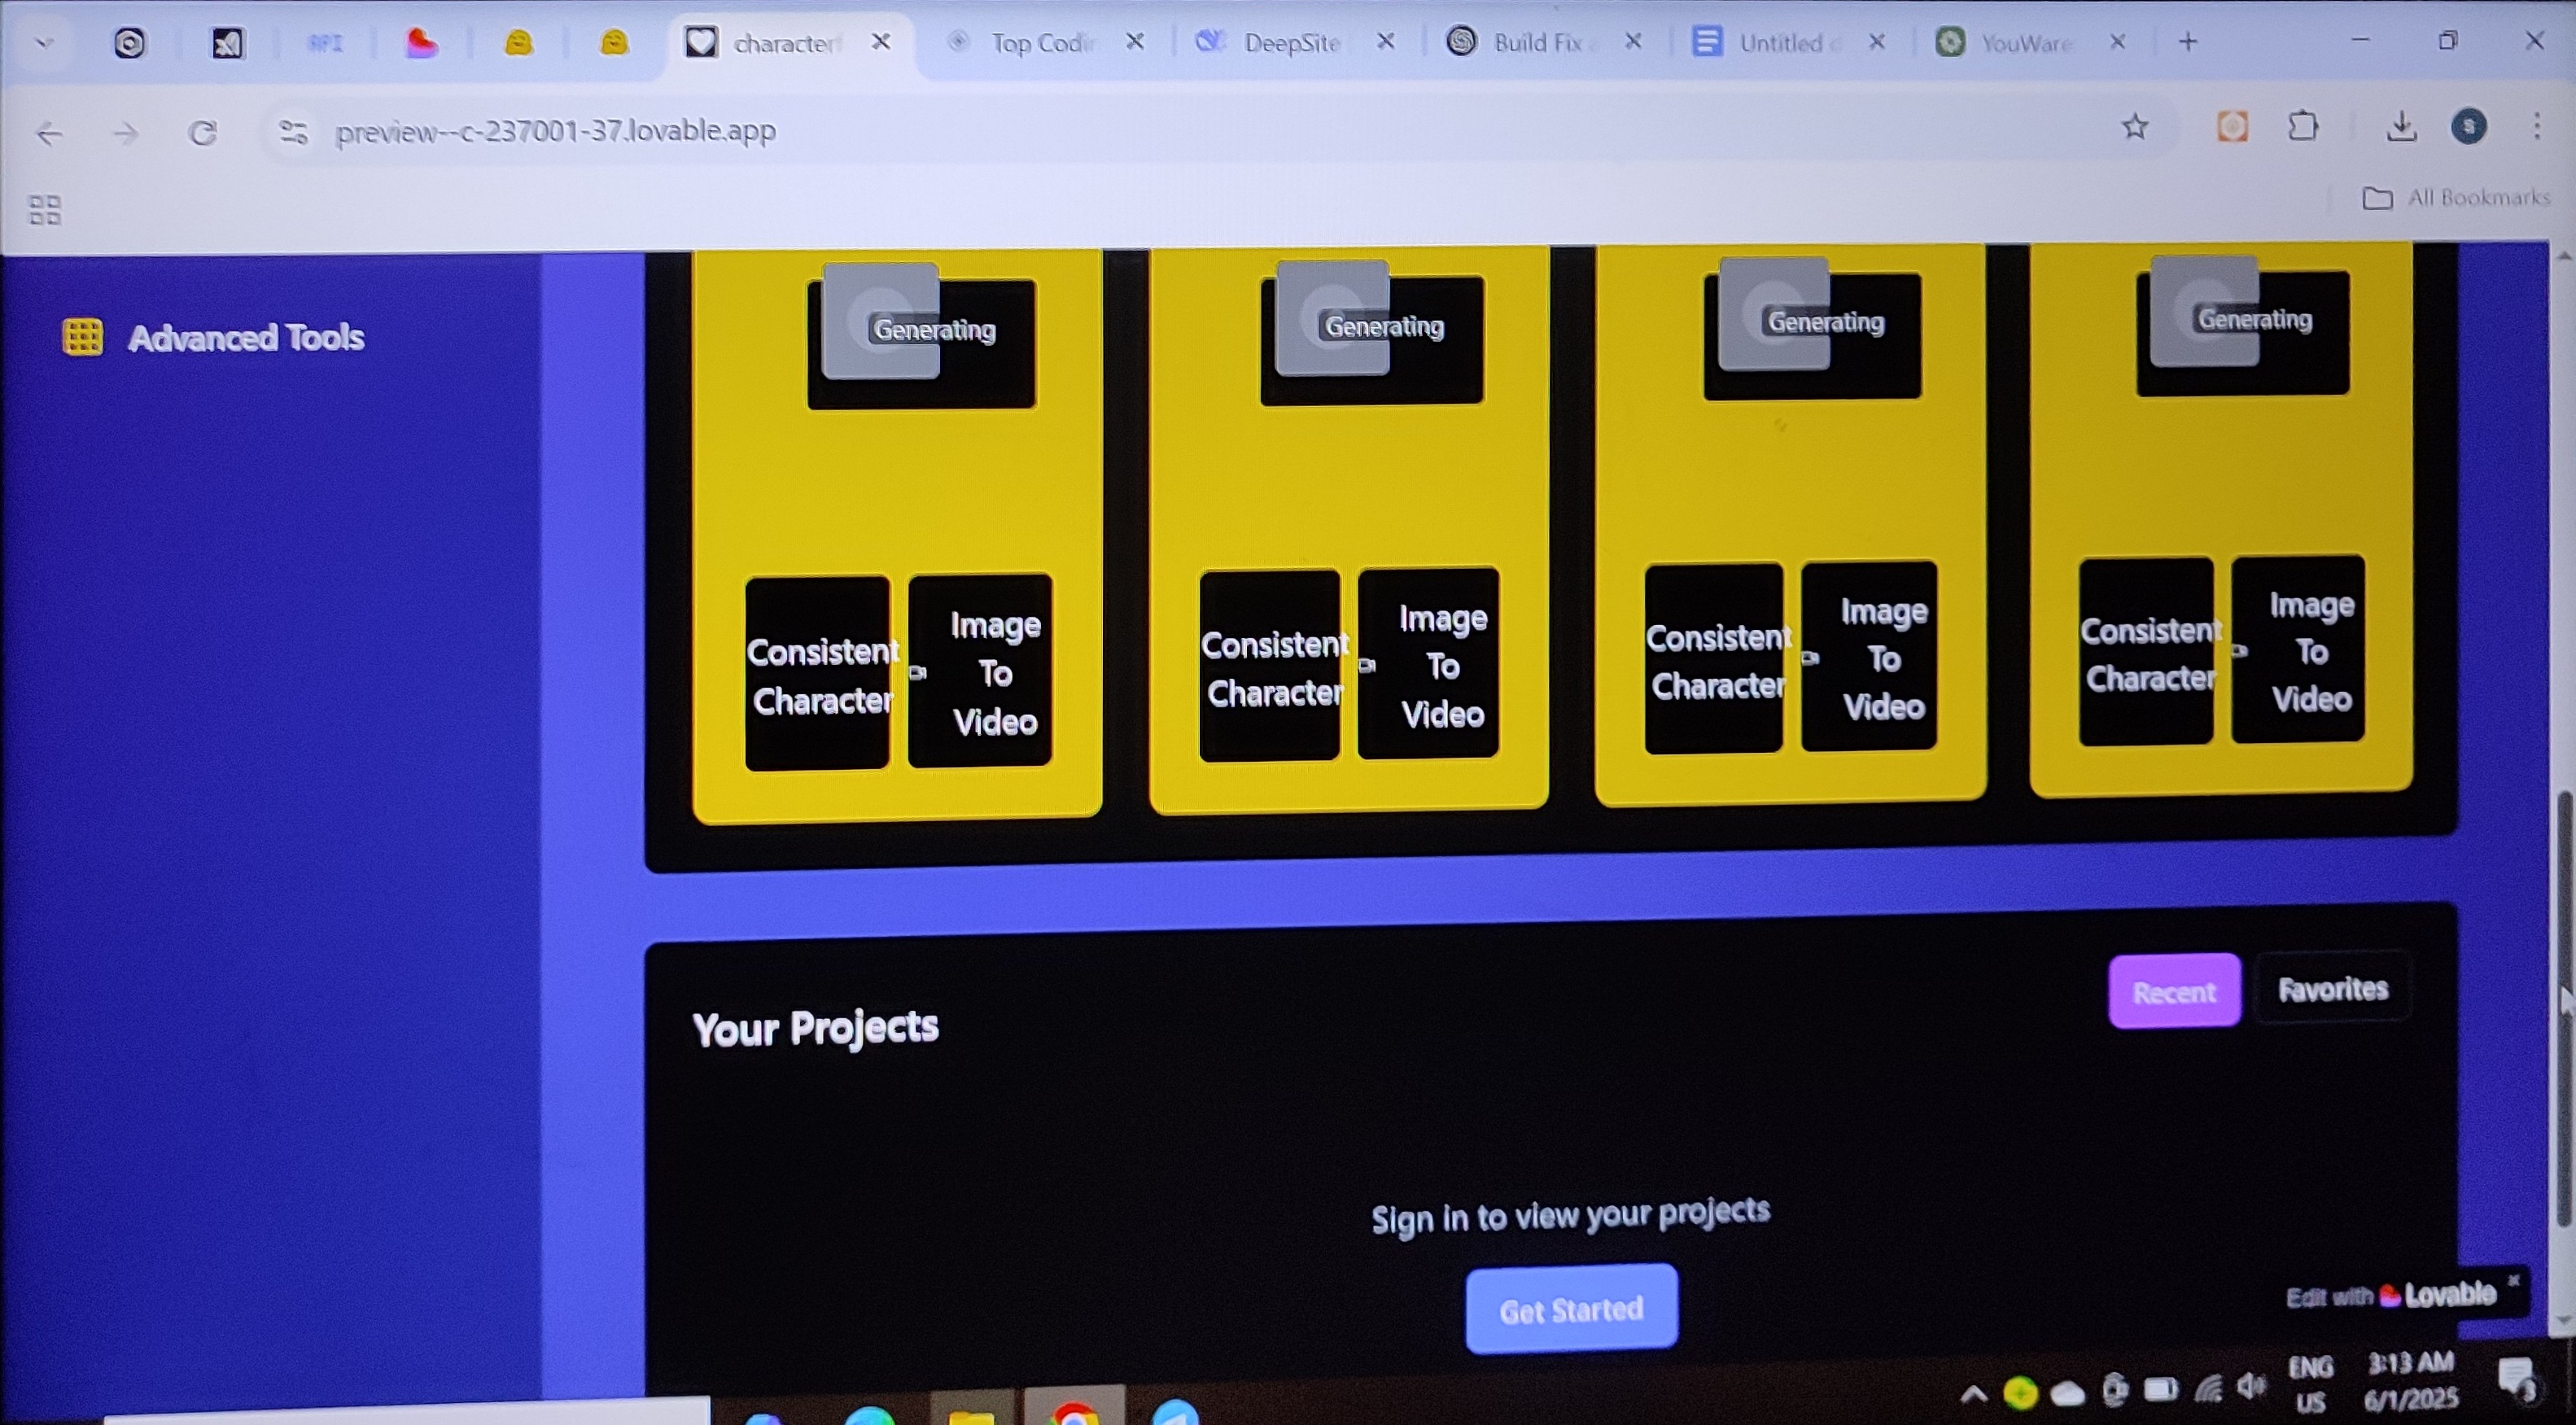 API
character
Top Codin
DeepSite
Build Fix
Untitled d
YouWare
preview--c-237001-37.lovable.app
All Bookmarks
Advanced Tools
Generating
Generating
Generating
Generating
Consistent
Character
Image
To
Video
Consistent
Character
Image
To
Video
Consistent
Character
Image
To
Video
Consistent
Character
Image
To
Video
Your Projects
Recent
Favorites
Sign in to view your projects
Get Started
Edit with Lovable
ENG
US
3:13 AM
6/1/2025
3